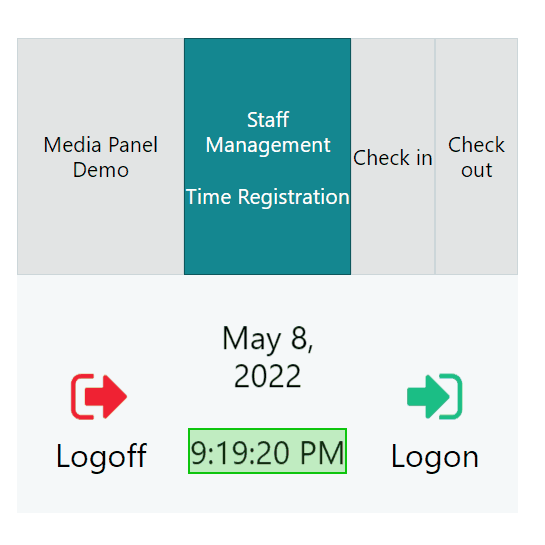 Media Panel
Demo
Staff
Management
Time Registration
Check in
Check
out
May 8,
2022
9:19:20 PM
Logoff
Logon